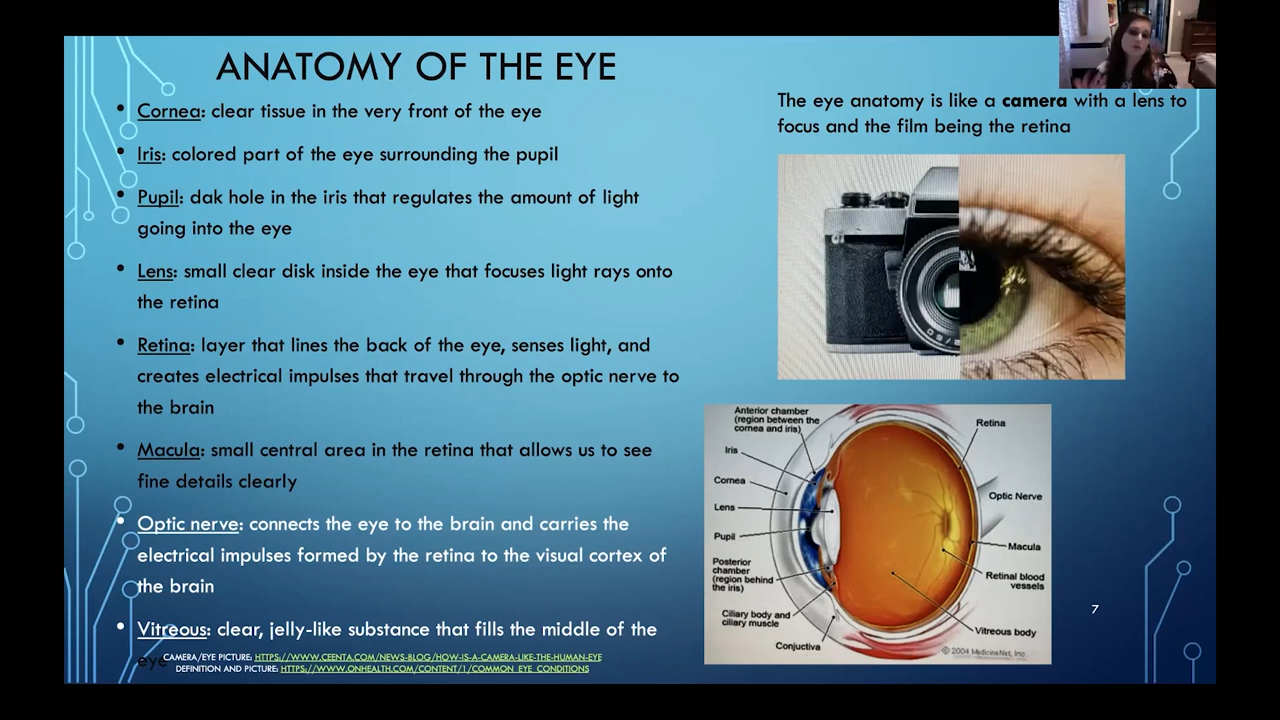 ANATOMY OF THE EYE
• Cornea: clear tissue in the very front of the eye
• Iris: colored part of the eye surrounding the pupil
• Pupil: dak hole in the iris that regulates the amount of light
going into the eye
• Lens: small clear disk inside the eye that focuses light rays onto
the retina
• Retina: layer that lines the back of the eye, senses light, and
creates electrical impulses that travel through the optic nerve to
the brain
• Macula: small central area in the retina that allows us to see
fine details clearly
• Optic nerve: connects the eye to the brain and carries the
electrical impulses formed by the retina to the visual cortex of
the brain
• Vitreous: clear, jelly-like substance that fills the middle of the
eye
CAMERA/EYE PICTURE: HTTPS://WWW.CEENTA.COM/NEWS-BLOG/HOW-IS-A-CAMERA-LIKE-THE-HUMAN-EYE
DEFINITION AND PICTURE: HTTPS://WWW.ONHEALTH.COM/CONTENT/1/COMMON_EYE_CONDITIONS
The eye anatomy is like a camera with a lens to
focus and the film being the retina
Anterior chamber
(region between the
cornea and iris)
Iris
Cornea
Lens
Pupil
Posterior
chamber
(region behind
the iris)
Ciliary body and
ciliary muscle
Conjuctiva
Retina
Optic Nerve
Macula
Retinal blood
vessels
Vitreous body
© 2004 MedicineNet, Inc.
7